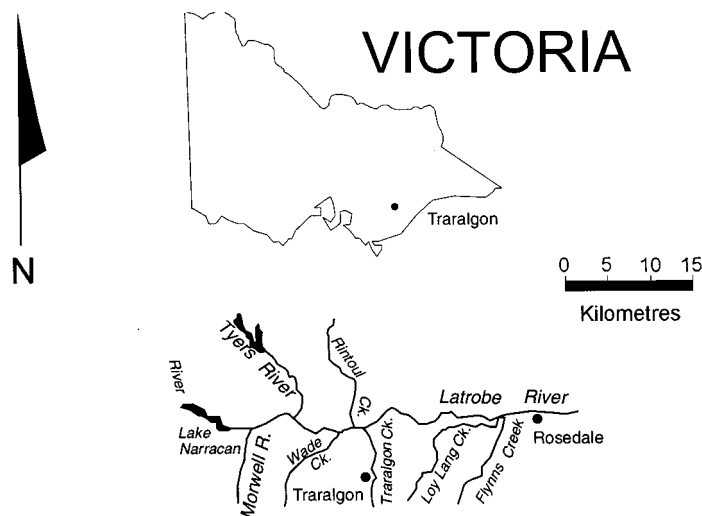 VICTORIA
Traralgon
N
0 5 10 15
Kilometres
Tyers
River
Rintoul
Ck.
River
Lake
Narracan
Morwell R.
Wade
Ck.
Traralgon
Traralgon Ck.
Latrobe River
Loy Lang Ck.
Flynns Creek
Rosedale